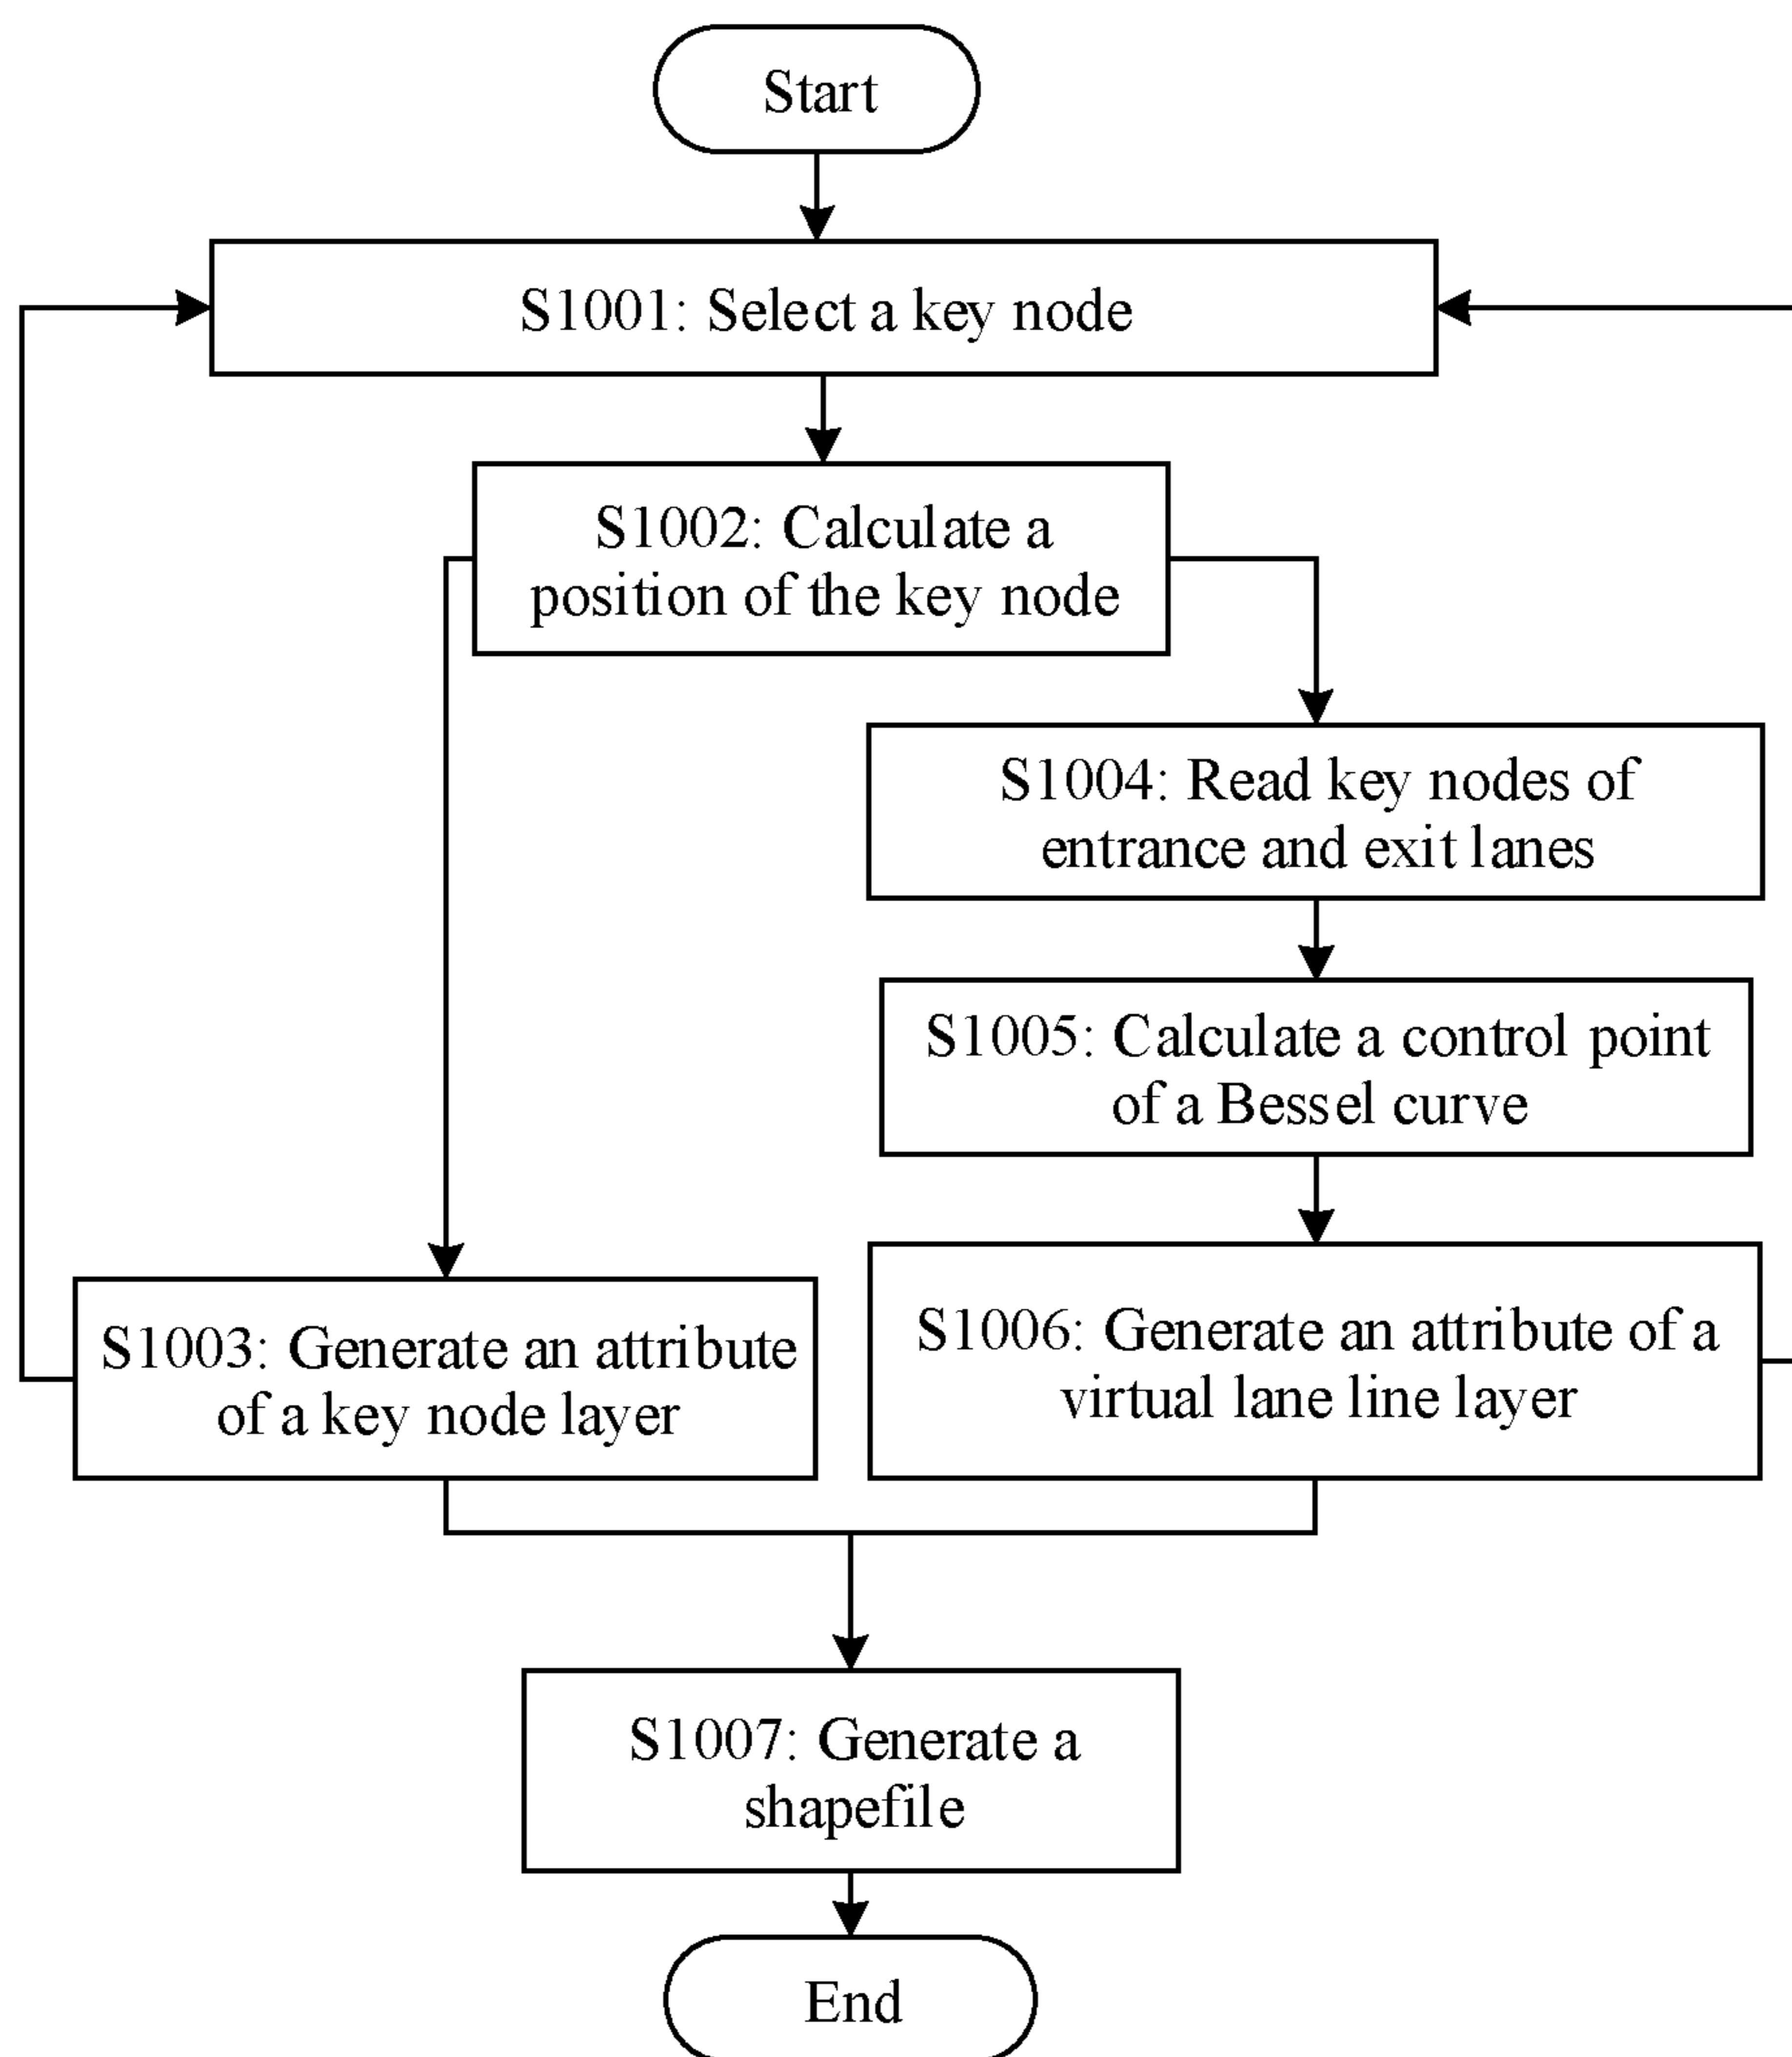 Start
S1001: Select a key node
S1002: Calculate a
position of the key node
S1004: Read key nodes of
entrance and exit lanes
S1005: Calculate a control point
of a Bessel curve
S1003: Generate an attribute
of a key node layer
S1006: Generate an attribute of a
virtual lane line layer
S1007: Generate a
shapefile
End